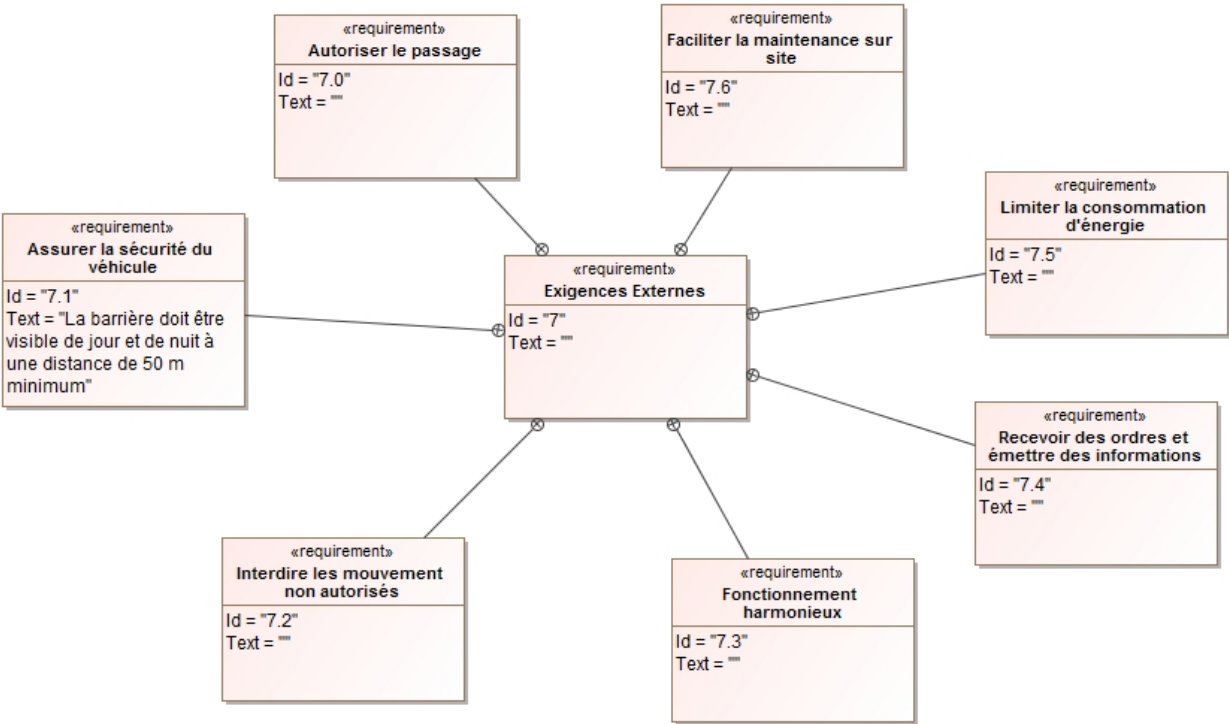 «requirement»
Autoriser le passage
Id = "7.0"
Text = ""
«requirement»
Faciliter la maintenance sur
site
Id = "7.6"
Text = ""
«requirement»
Limiter la consommation
d'énergie
Id = "7.5"
Text = ""
«requirement»
Assurer la sécurité du
véhicule
Id = "7.1"
Text = "La barrière doit être
visible de jour et de nuit à
une distance de 50 m
minimum"
«requirement»
Exigences Externes
Id = "7"
Text = ""
«requirement»
Recevoir des ordres et
émettre des informations
Id = "7.4"
Text = ""
«requirement»
Interdire les mouvement
non autorisés
Id = "7.2"
Text = ""
«requirement»
Fonctionnement
harmonieux
Id = "7.3"
Text = ""